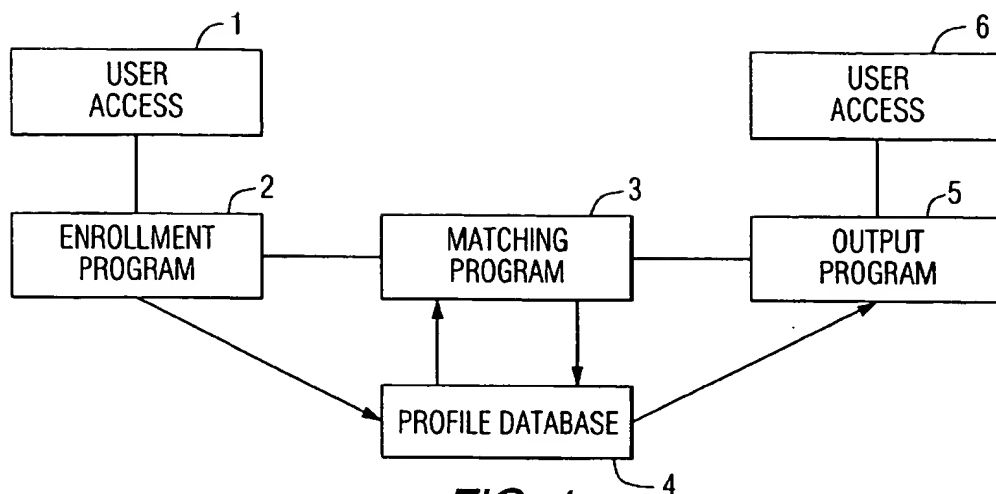 1
USER
ACCESS
6
USER
ACCESS
2
ENROLLMENT
PROGRAM
3
MATCHING
PROGRAM
5
OUTPUT
PROGRAM
PROFILE DATABASE
4